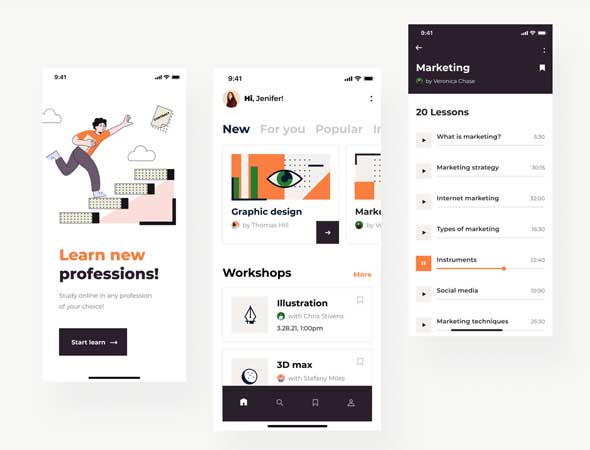 9:41
CONTRACT
Learn new
professions!
Study online in any profession
of your choice!
Start learn
9:41
Hi, Jenifer!
New For you Popular
Graphic design
by Thomas Hill
Workshops
More
Illustration
with Chris Stivens
3.28.21, 1:00pm
3D max
with Stefany Miles
9:41
Marketing
by Veronica Chase
20 Lessons
What is marketing? 5:30
Marketing strategy 30:15
Internet marketing 32:00
Types of marketing 16:30
Instruments 22:40
Social media 10:00
Marketing techniques 25:30